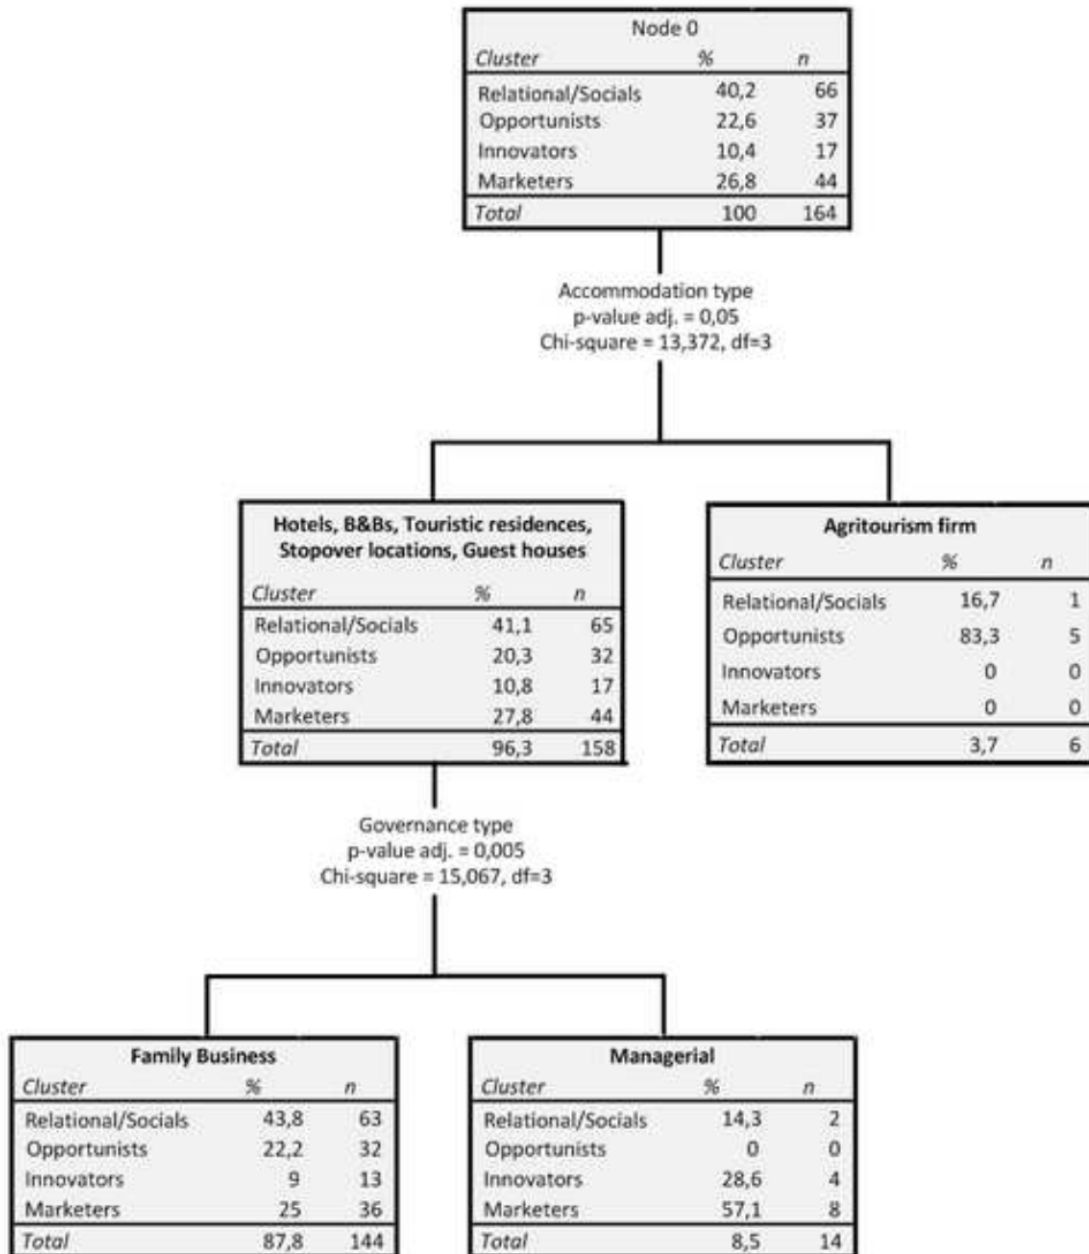 Node 0
Cluster % n
Relational/Socials 40,2 66
Opportunists 22,6 37
Innovators 10,4 17
Marketers 26,8 44
Total 100 164
Accommodation type
p-value adj. = 0,05
Chi-square = 13,372, df=3
Hotels, B&Bs, Touristic residences,
Stopover locations, Guest houses
Cluster % n
Relational/Socials 41,1 65
Opportunists 20,3 32
Innovators 10,8 17
Marketers 27,8 44
Total 96,3 158
Agritourism firm
Cluster % n
Relational/Socials 16,7 1
Opportunists 83,3 5
Innovators 0 0
Marketers 0 0
Total 3,7 6
Governance type
p-value adj. = 0,005
Chi-square = 15,067, df=3
Family Business
Cluster % n
Relational/Socials 43,8 63
Opportunists 22,2 32
Innovators 9 13
Marketers 25 36
Total 87,8 144
Managerial
Cluster % n
Relational/Socials 14,3 2
Opportunists 0 0
Innovators 28,6 4
Marketers 57,1 8
Total 8,5 14